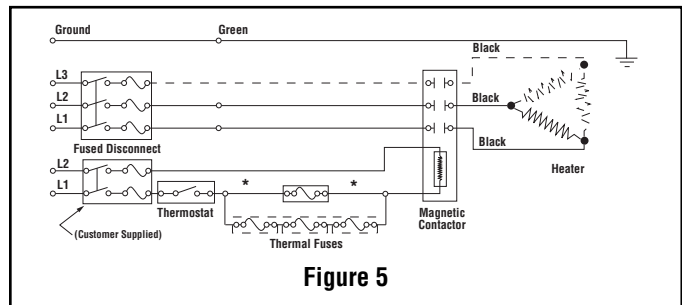 Ground Green
Black
L3
L2 Black
L1
Black
Fused Disconnect
Heater
L2
L1 * *
Thermostat Magnetic
Contactor
(Customer Supplied)
Thermal Fuses
Figure 5